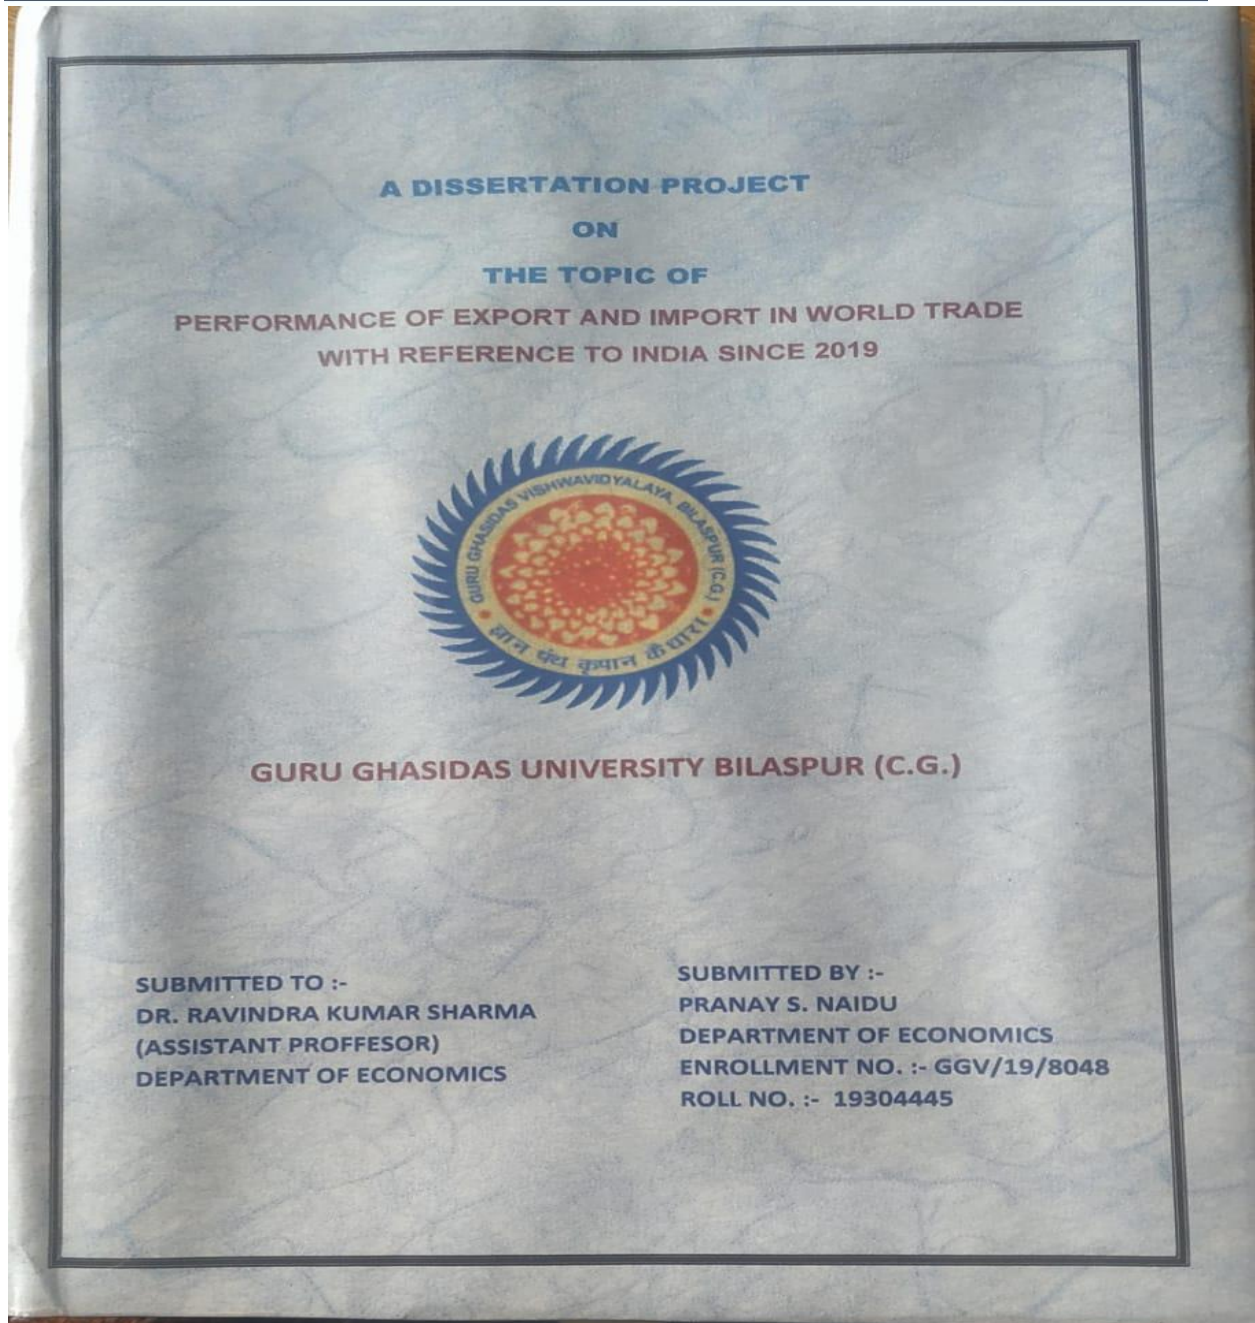 A DISSERTATION PROJECT
ON
THE TOPIC OF
PERFORMANCE OF EXPORT AND IMPORT IN WORLD TRADE
WITH REFERENCE TO INDIA SINCE 2019
GURU GHASIDAS VISHWAVIDYALAYA, BILASPUR (C.G.)
ज्ञान पंथ कृपान कै धारा
GURU GHASIDAS UNIVERSITY BILASPUR (C.G.)
SUBMITTED TO :-
DR. RAVINDRA KUMAR SHARMA
(ASSISTANT PROFFESOR)
DEPARTMENT OF ECONOMICS
SUBMITTED BY :-
PRANAY S. NAIDU
DEPARTMENT OF ECONOMICS
ENROLLMENT NO. :- GGV/19/8048
ROLL NO. :- 19304445